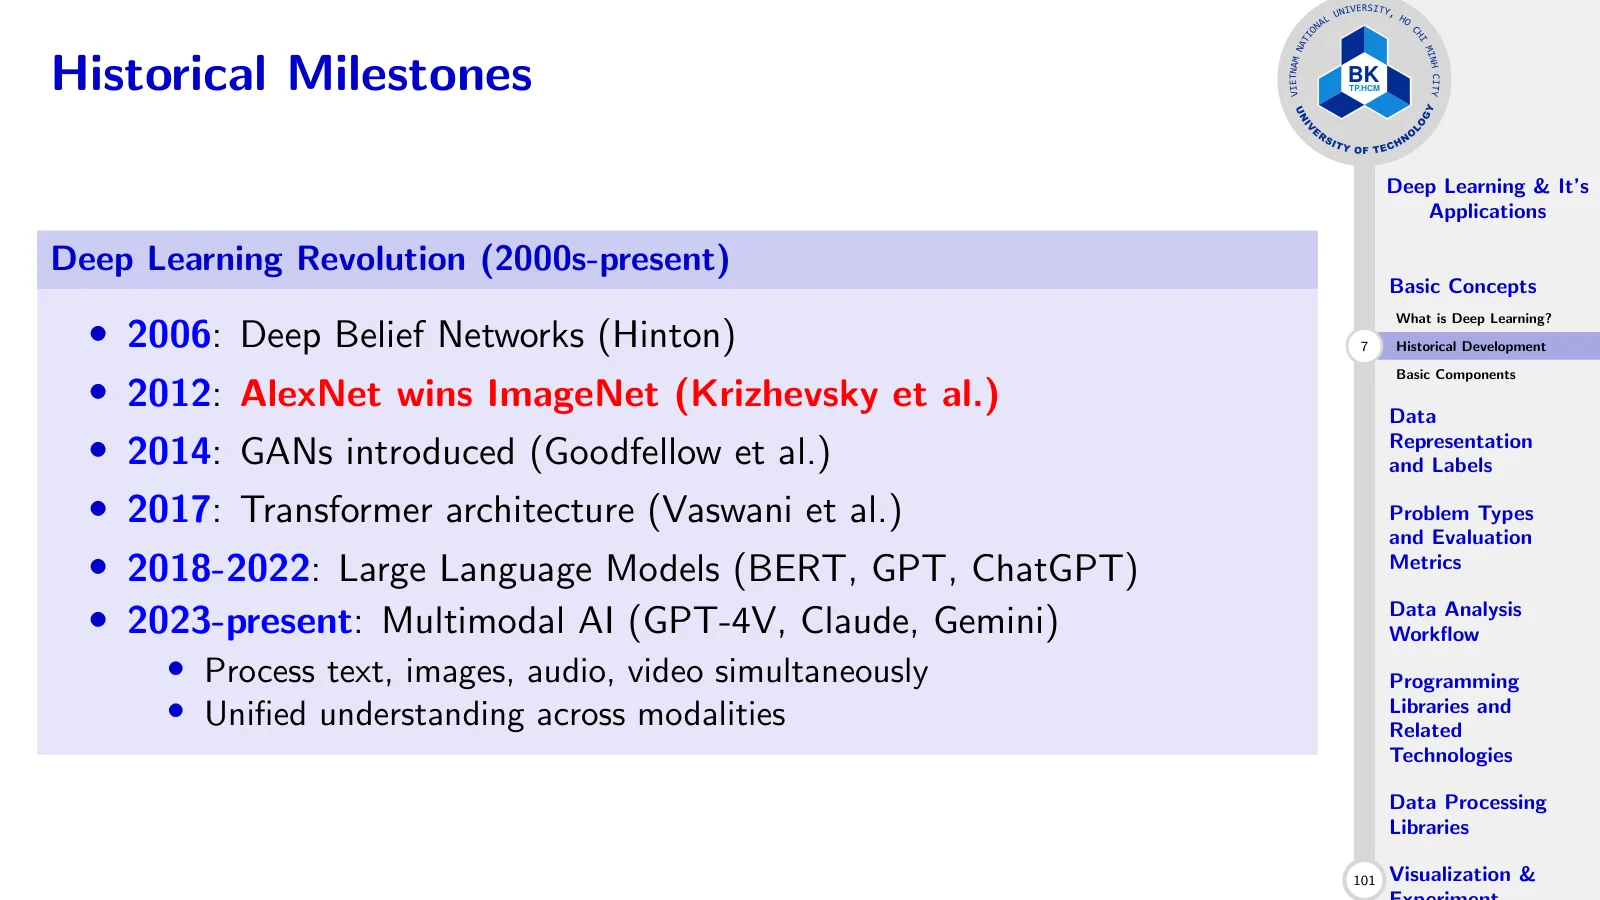 Historical Milestones
VIETNAM NATIONAL UNIVERSITY, HO CHI MINH CITY
BK
TP.HCM
UNIVERSITY OF TECHNOLOGY
Deep Learning Revolution (2000s-present)
• 2006: Deep Belief Networks (Hinton)
• 2012: AlexNet wins ImageNet (Krizhevsky et al.)
• 2014: GANs introduced (Goodfellow et al.)
• 2017: Transformer architecture (Vaswani et al.)
• 2018-2022: Large Language Models (BERT, GPT, ChatGPT)
• 2023-present: Multimodal AI (GPT-4V, Claude, Gemini)
• Process text, images, audio, video simultaneously
• Unified understanding across modalities
Deep Learning & It's
Applications
Basic Concepts
What is Deep Learning?
7 Historical Development
Basic Components
Data
Representation
and Labels
Problem Types
and Evaluation
Metrics
Data Analysis
Workflow
Programming
Libraries and
Related
Technologies
Data Processing
Libraries
101 Visualization &
Experiment